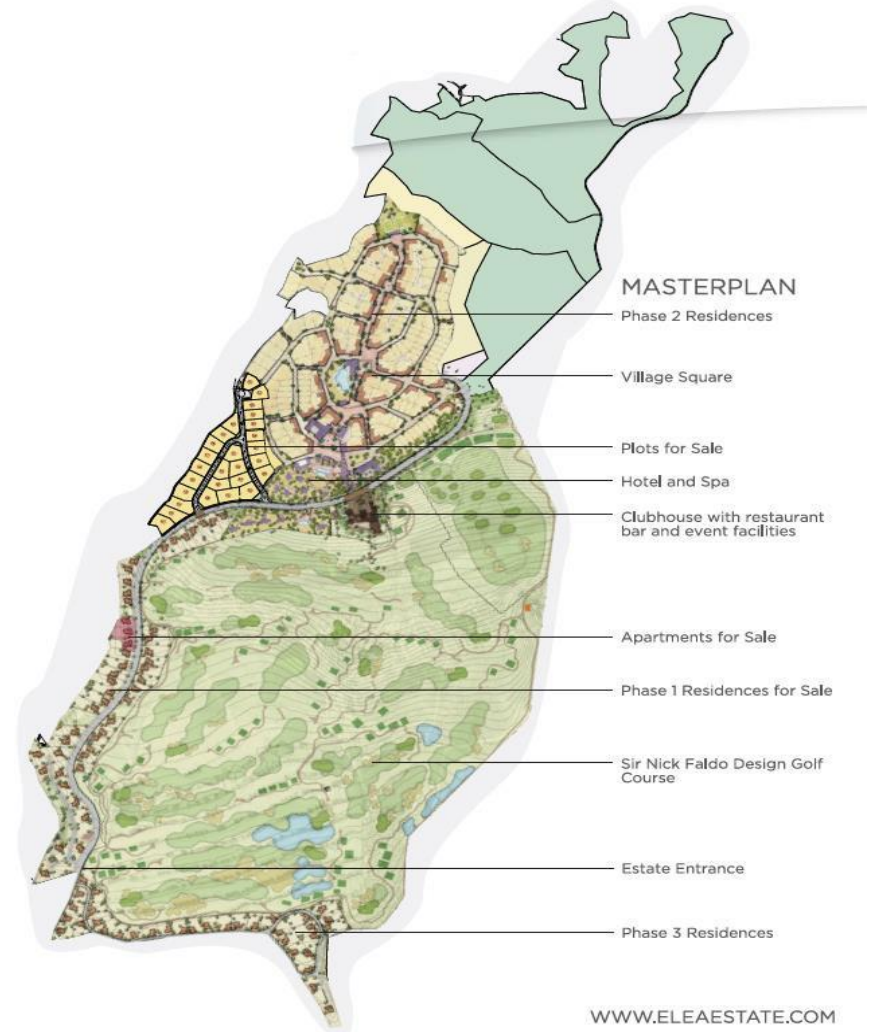 MASTERPLAN
Phase 2 Residences
Village Square
Plots for Sale
Hotel and Spa
Clubhouse with restaurant
bar and event facilities
Apartments for Sale
Phase 1 Residences for Sale
Sir Nick Faldo Design Golf
Course
Estate Entrance
Phase 3 Residences
WWW.ELEAESTATE.COM